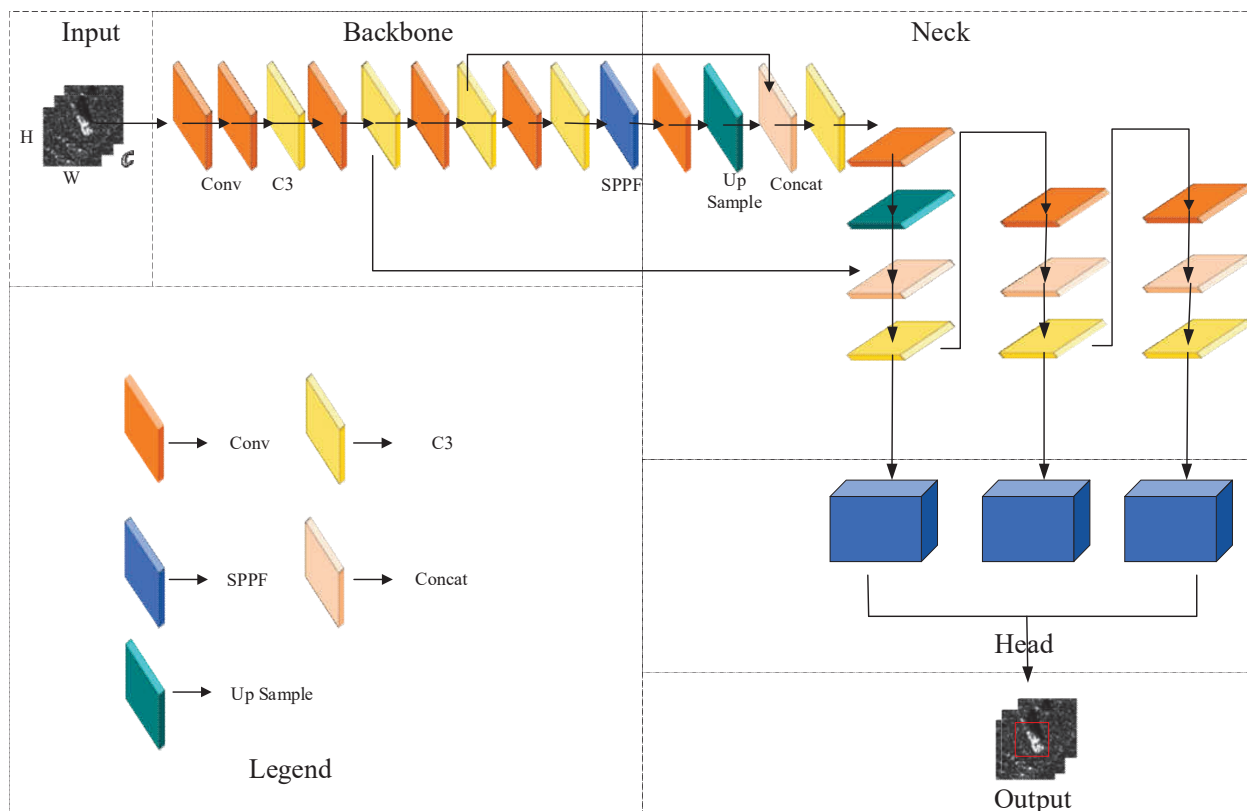 Input
Backbone
Neck
H
W
C
Conv
C3
SPPF
Up
Sample
Concat
Conv
C3
SPPF
Concat
Up Sample
Legend
Head
Output